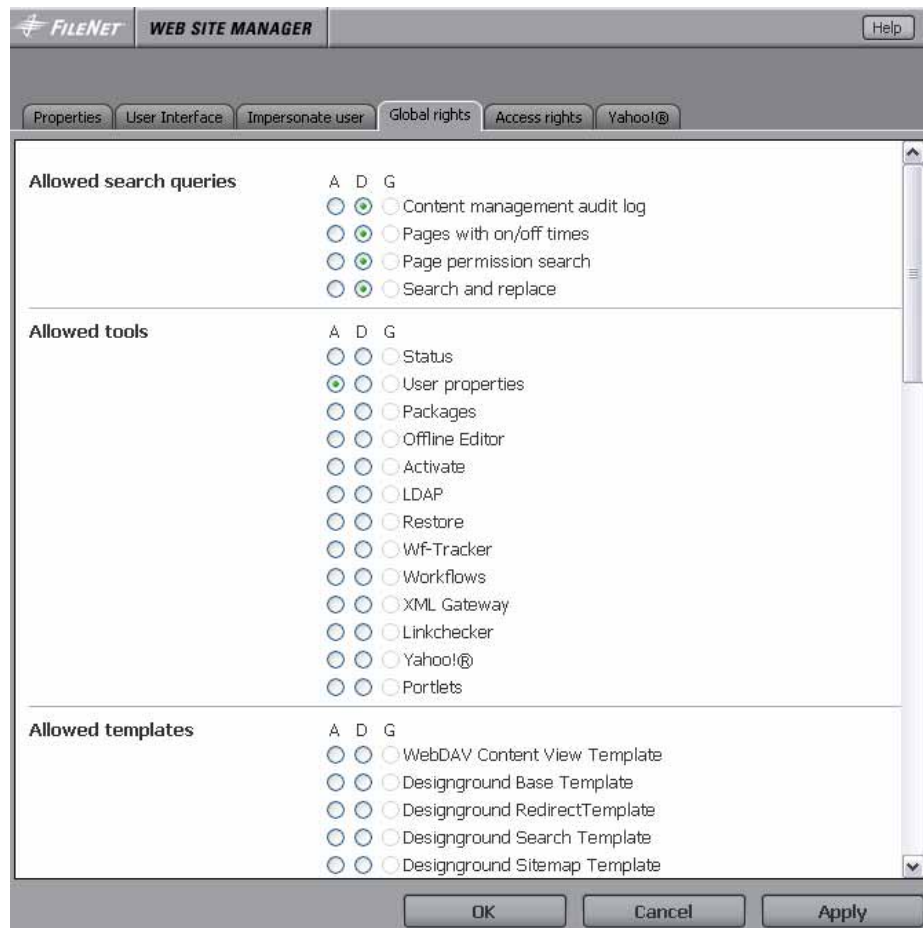 FILENET WEB SITE MANAGER Help
Properties User Interface Impersonate user Global rights Access rights Yahoo!®
Allowed search queries A D G
Content management audit log
Pages with on/off times
Page permission search
Search and replace
Allowed tools A D G
Status
User properties
Packages
Offline Editor
Activate
LDAP
Restore
Wf-Tracker
Workflows
XML Gateway
Linkchecker
Yahoo!®
Portlets
Allowed templates A D G
WebDAV Content View Template
Designground Base Template
Designground RedirectTemplate
Designground Search Template
Designground Sitemap Template
OK Cancel Apply